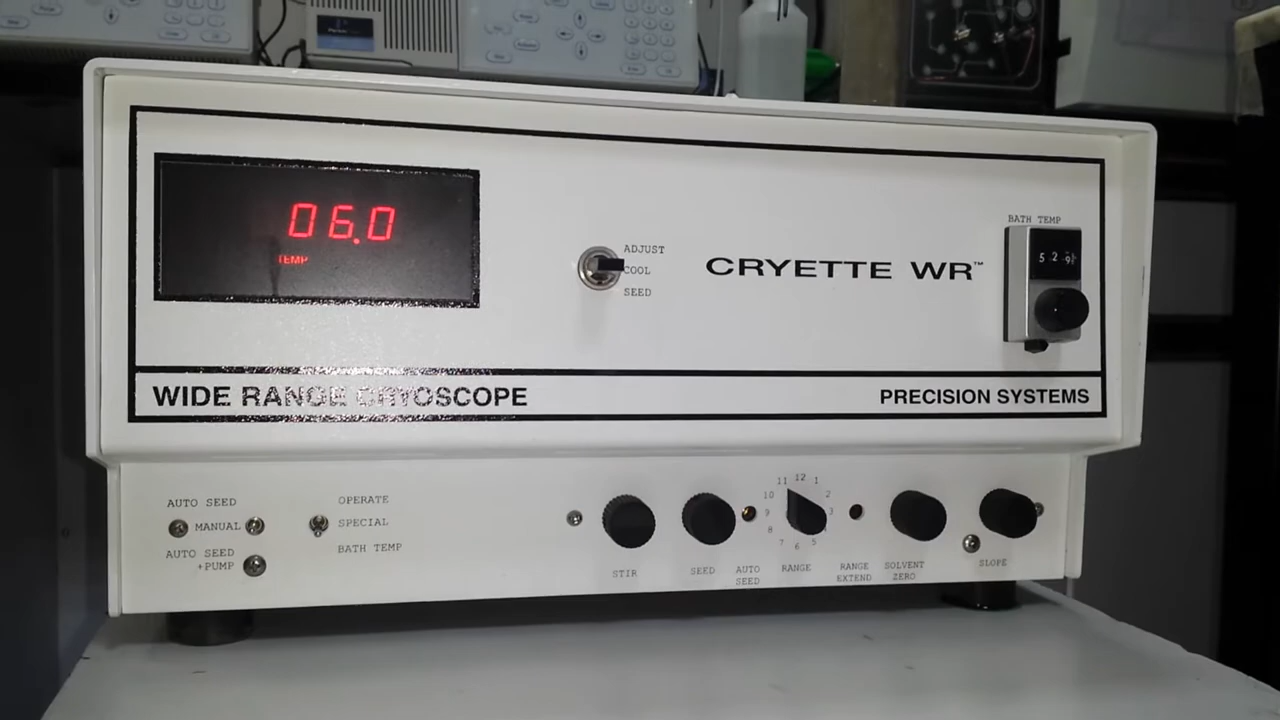 06.0
TEMP
ADJUST
COOL
SEED
CRYETTE WR™
BATH TEMP
5 2 9
WIDE RANGE CRYOSCOPE
PRECISION SYSTEMS
AUTO SEED
MANUAL
AUTO SEED
+PUMP
OPERATE
SPECIAL
BATH TEMP
STIR
SEED
AUTO
SEED
11 12 1
10 2
9 3
8
7 6 5
RANGE
RANGE
EXTEND
SOLVENT
ZERO
SLOPE